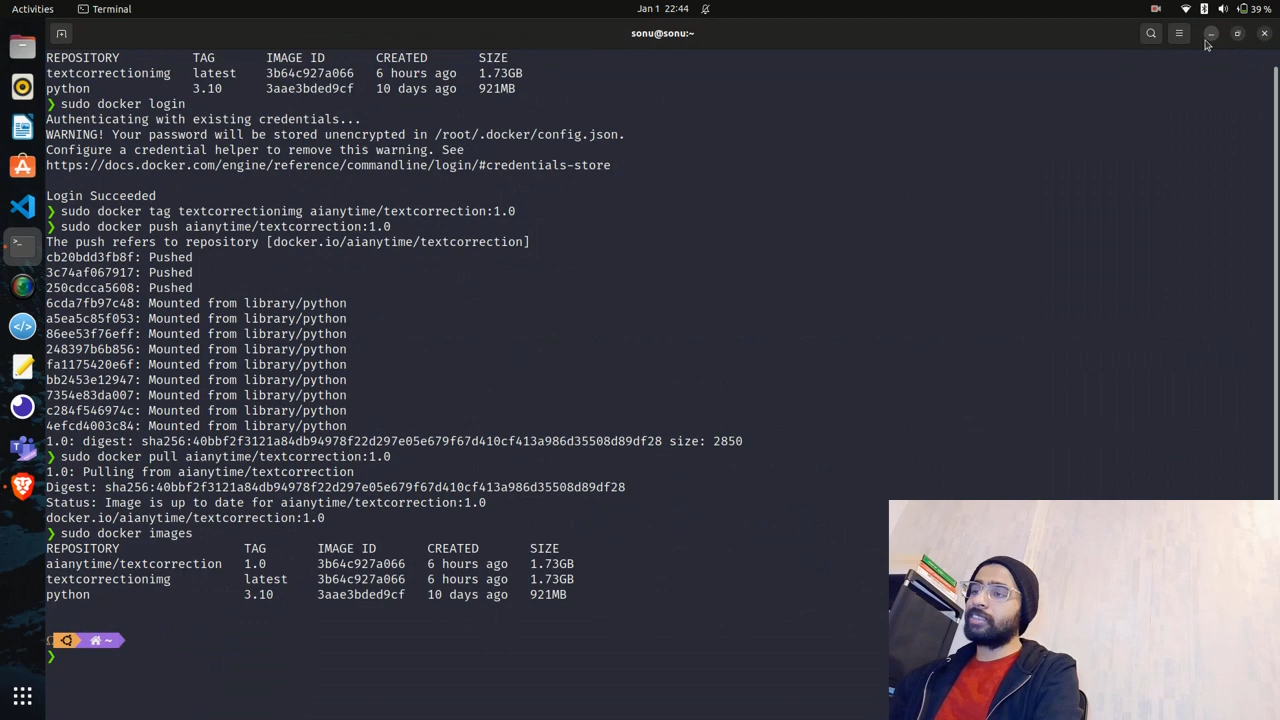 Activities
Terminal
Jan 1 22:44
39 %
sonu@sonu:~
REPOSITORY TAG IMAGE ID CREATED SIZE
textcorrectionimg latest 3b64c927a066 6 hours ago 1.73GB
python 3.10 3aae3bded9cf 10 days ago 921MB
❯ sudo docker login
Authenticating with existing credentials...
WARNING! Your password will be stored unencrypted in /root/.docker/config.json.
Configure a credential helper to remove this warning. See
https://docs.docker.com/engine/reference/commandline/login/#credentials-store
Login Succeeded
❯ sudo docker tag textcorrectionimg aianytime/textcorrection:1.0
❯ sudo docker push aianytime/textcorrection:1.0
The push refers to repository [docker.io/aianytime/textcorrection]
cb20bdd3fb8f: Pushed
3c74af067917: Pushed
250cdcca5608: Pushed
6cda7fb97c48: Mounted from library/python
a5ea5c85f053: Mounted from library/python
86ee53f76eff: Mounted from library/python
248397b6b856: Mounted from library/python
fa1175420e6f: Mounted from library/python
bb2453e12947: Mounted from library/python
7354e83da007: Mounted from library/python
c284f546974c: Mounted from library/python
4efcd4003c84: Mounted from library/python
1.0: digest: sha256:40bbf2f3121a84db94978f22d297e05e679f67d410cf413a986d35508d89df28 size: 2850
❯ sudo docker pull aianytime/textcorrection:1.0
1.0: Pulling from aianytime/textcorrection
Digest: sha256:40bbf2f3121a84db94978f22d297e05e679f67d410cf413a986d35508d89df28
Status: Image is up to date for aianytime/textcorrection:1.0
docker.io/aianytime/textcorrection:1.0
❯ sudo docker images
REPOSITORY TAG IMAGE ID CREATED SIZE
aianytime/textcorrection 1.0 3b64c927a066 6 hours ago 1.73GB
textcorrectionimg latest 3b64c927a066 6 hours ago 1.73GB
python 3.10 3aae3bded9cf 10 days ago 921MB
~
❯